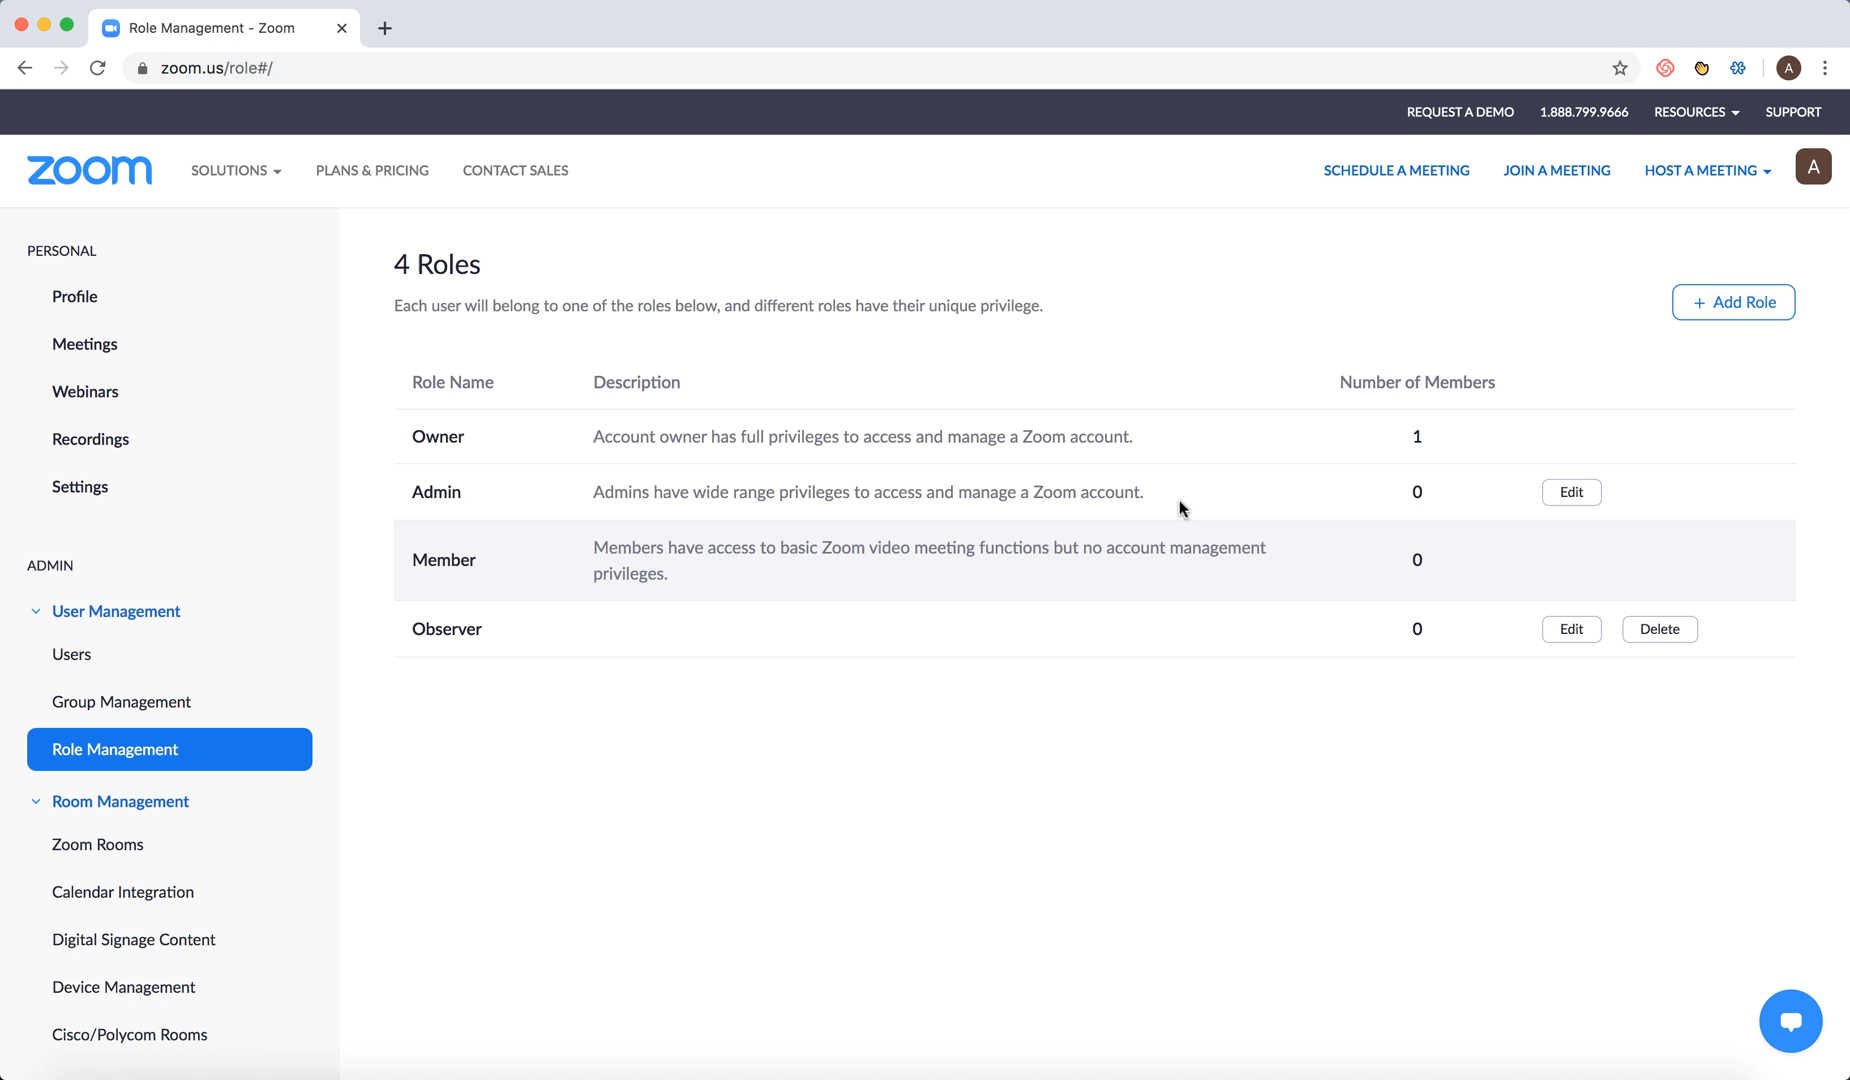 Role Management - Zoom
zoom.us/role#/
A
REQUEST A DEMO 1.888.799.9666 RESOURCES SUPPORT
zoom SOLUTIONS PLANS & PRICING CONTACT SALES SCHEDULE A MEETING JOIN A MEETING HOST A MEETING A
PERSONAL
Profile
Meetings
Webinars
Recordings
Settings
ADMIN
User Management
Users
Group Management
Role Management
Room Management
Zoom Rooms
Calendar Integration
Digital Signage Content
Device Management
Cisco/Polycom Rooms
4 Roles
Each user will belong to one of the roles below, and different roles have their unique privilege.
+ Add Role
Role Name Description Number of Members
Owner Account owner has full privileges to access and manage a Zoom account. 1
Admin Admins have wide range privileges to access and manage a Zoom account. 0 Edit
Member Members have access to basic Zoom video meeting functions but no account management
privileges. 0
Observer 0 Edit Delete